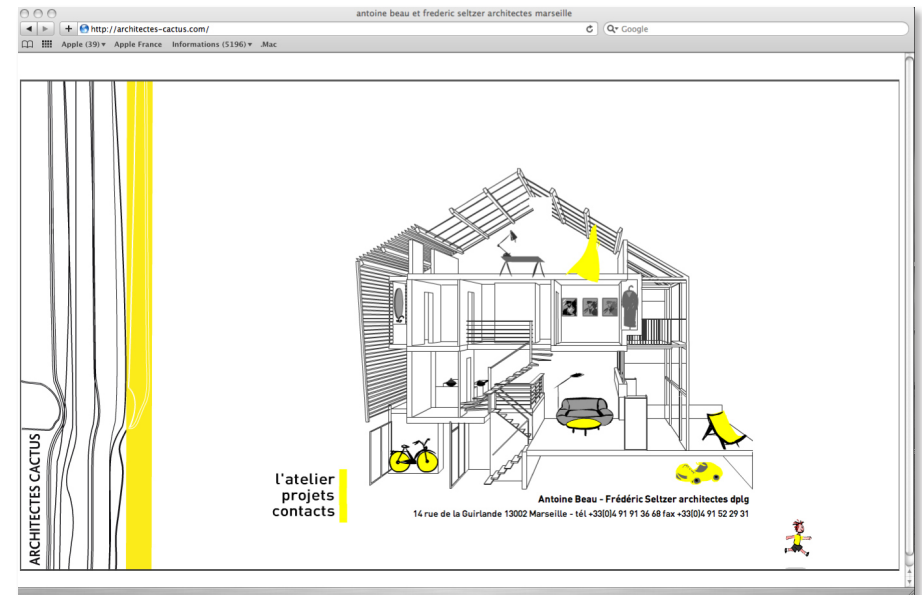 antoine beau et frederic seltzer architectes marseille
http://architectes-cactus.com/
Google
Apple (39) Apple France Informations (5196) .Mac
ARCHITECTES CACTUS
l'atelier
projets
contacts
Antoine Beau - Frédéric Seltzer architectes dplg
14 rue de la Guirlande 13002 Marseille - tél +33(0)4 91 91 36 68 fax +33(0)4 91 52 29 31